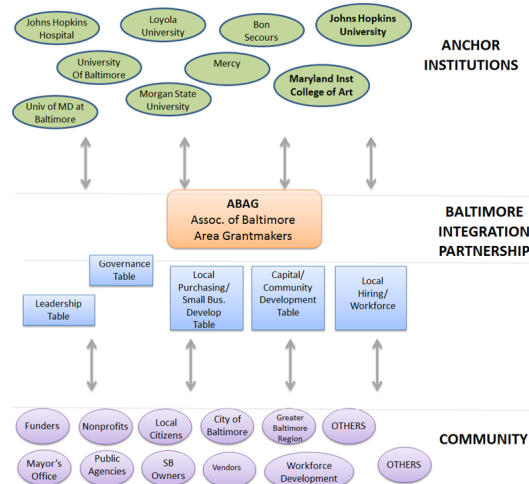 Johns Hopkins
Hospital
Loyola
University
Bon
Secours
Johns Hopkins
University
ANCHOR
INSTITUTIONS
University
Of Baltimore
Mercy
Maryland Inst
College of Art
Univ of MD at
Baltimore
Morgan State
University
ABAG
Assoc. of Baltimore
Area Grantmakers
BALTIMORE
INTEGRATION
PARTNERSHIP
Governance
Table
Leadership
Table
Local
Purchasing/
Small Bus.
Develop
Table
Capital/
Community
Development
Table
Local
Hiring/
Workforce
Funders
Nonprofits
Local
Citizens
City of
Baltimore
Greater
Baltimore
Region
OTHERS
COMMUNITY
Mayor's
Office
Public
Agencies
SB
Owners
Vendors
Workforce
Development
OTHERS